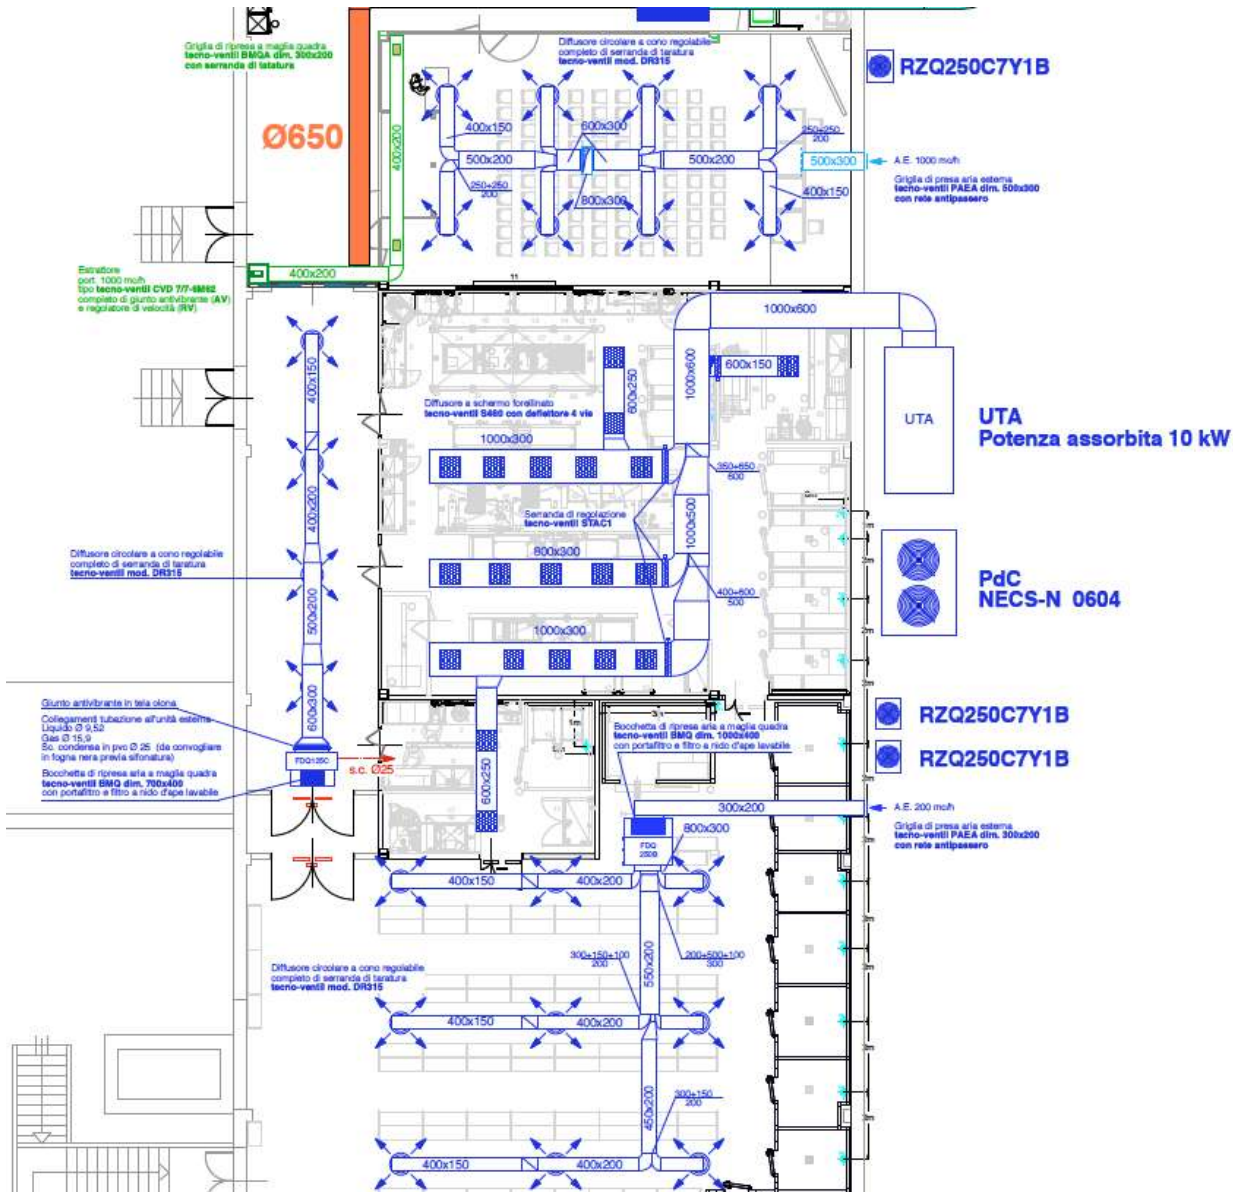 Griglia di ripresa a maglia quadra
tecno-ventil BMQA dim. 300x200
con serranda di taratura
Diffusore circolare a cono regolabile
completo di serranda di taratura
tecno-ventil mod. DR315
RZQ250C7Y1B
Ø650
400x200
400x150
600x300
250+250
200
500x200
500x200
500x300
A.E. 1000 mc/h
250+250
200
800x300
400x150
Griglia di presa aria esterna
tecno-ventil PAEA dim. 500x300
con rete antipassero
Estrattore
port. 1000 mc/h
tipo tecno-ventil CVD 7/7-6M62
completo di giunto antivibrante (AV)
e regolatore di velocità (RV)
400x200
11
1000x600
400x150
600x250
1000x600
600x150
UTA
UTA
Potenza assorbita 10 kW
Diffusore a schermo forellinato
tecno-ventil S460 con deflettore 4 vie
1000x300
350+650
600
400x200
Serranda di regolazione
tecno-ventil STAC1
1000x500
Diffusore circolare a cono regolabile
completo di serranda di taratura
tecno-ventil mod. DR315
800x300
400+600
500
PdC
NECS-N 0604
500x200
1000x300
2m
2m
2m
Giunto antivibrante in tela olona
Collegamenti tubazione all'unità esterna
Liquido Ø 9,52
Gas Ø 15,9
Sc. condensa in pvc Ø 25 (da convogliare
in fogna nera previa sifonatura)
Bocchetta di ripresa aria a maglia quadra
tecno-ventil BMQ dim. 700x400
con portafiltro e filtro a nido d'ape lavabile
600x300
FDQ125C
s.c. Ø25
600x250
Bocchetta di ripresa aria a maglia quadra
tecno-ventil BMQ dim. 1000x400
con portafiltro e filtro a nido d'ape lavabile
RZQ250C7Y1B
RZQ250C7Y1B
300x200
A.E. 200 mc/h
800x300
FDQ
250B
Griglia di presa aria esterna
tecno-ventil PAEA dim. 300x200
con rete antipassero
400x150
400x200
300+150+100
200
550x200
200+500+100
300
Diffusore circolare a cono regolabile
completo di serranda di taratura
tecno-ventil mod. DR315
400x150
400x200
450x200
300+150
200
400x150
400x200